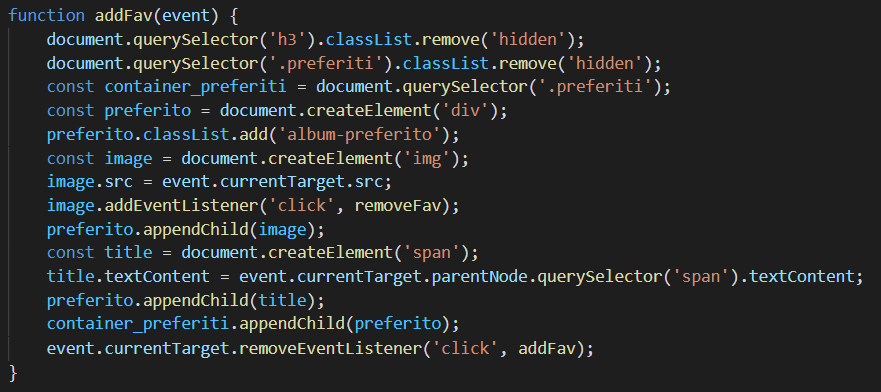 function addFav(event) {
    document.querySelector('h3').classList.remove('hidden');
    document.querySelector('.preferiti').classList.remove('hidden');
    const container_preferiti = document.querySelector('.preferiti');
    const preferito = document.createElement('div');
    preferito.classList.add('album-preferito');
    const image = document.createElement('img');
    image.src = event.currentTarget.src;
    image.addEventListener('click', removeFav);
    preferito.appendChild(image);
    const title = document.createElement('span');
    title.textContent = event.currentTarget.parentNode.querySelector('span').textContent;
    preferito.appendChild(title);
    container_preferiti.appendChild(preferito);
    event.currentTarget.removeEventListener('click', addFav);
}